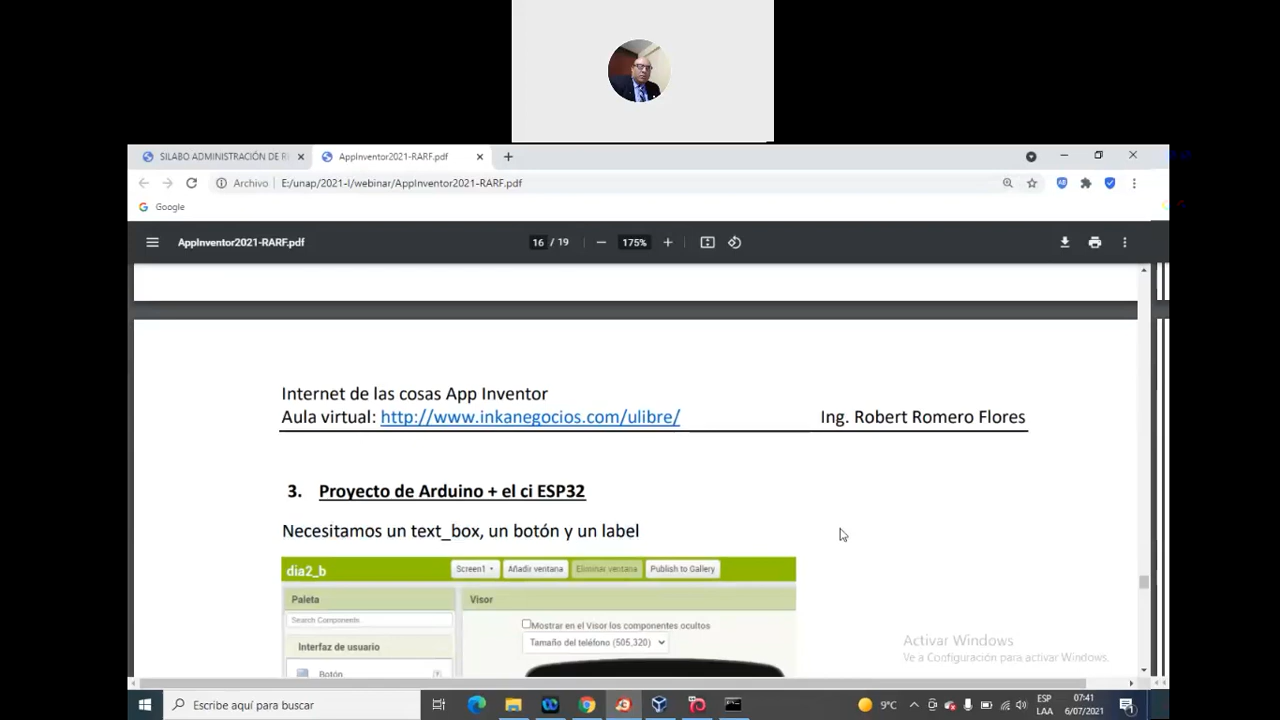 SILABO ADMINISTRACIÓN DE R
AppInventor2021-RARF.pdf
Archivo
E:/unap/2021-I/webinar/AppInventor2021-RARF.pdf
Google
AppInventor2021-RARF.pdf
16 / 19
175%
Internet de las cosas App Inventor
Aula virtual: http://www.inkanegocios.com/ulibre/ Ing. Robert Romero Flores
3. Proyecto de Arduino + el ci ESP32
Necesitamos un text_box, un botón y un label
dia2_b
Screen1
Añadir ventana
Eliminar ventana
Publish to Gallery
Paleta
Visor
Search Components
Mostrar en el Visor los componentes ocultos
Tamaño del teléfono (505,320)
Interfaz de usuario
Botón
Activar Windows
Ve a Configuración para activar Windows.
Escribe aquí para buscar
9°C
ESP
LAA
07:41
6/07/2021